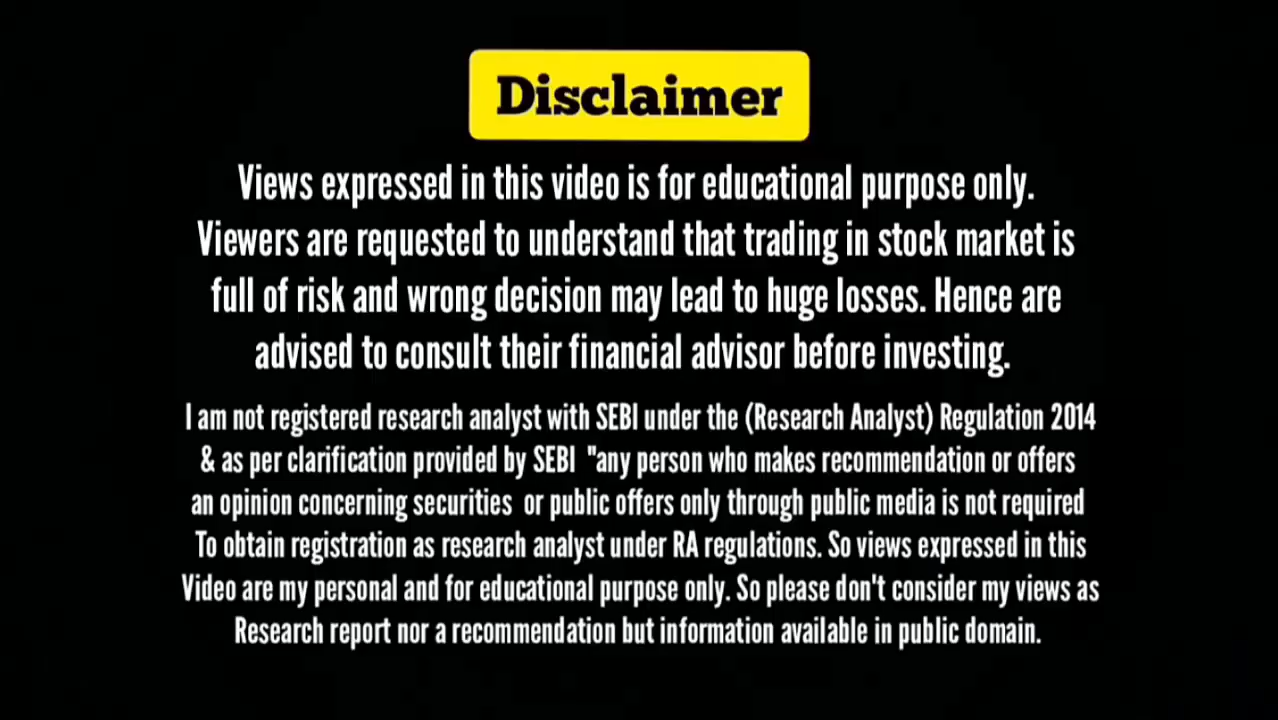 Disclaimer
Views expressed in this video is for educational purpose only.
Viewers are requested to understand that trading in stock market is
full of risk and wrong decision may lead to huge losses. Hence are
advised to consult their financial advisor before investing.
I am not registered research analyst with SEBI under the (Research Analyst) Regulation 2014
& as per clarification provided by SEBI "any person who makes recommendation or offers
an opinion concerning securities or public offers only through public media is not required
To obtain registration as research analyst under RA regulations. So views expressed in this
Video are my personal and for educational purpose only. So please don't consider my views as
Research report nor a recommendation but information available in public domain.